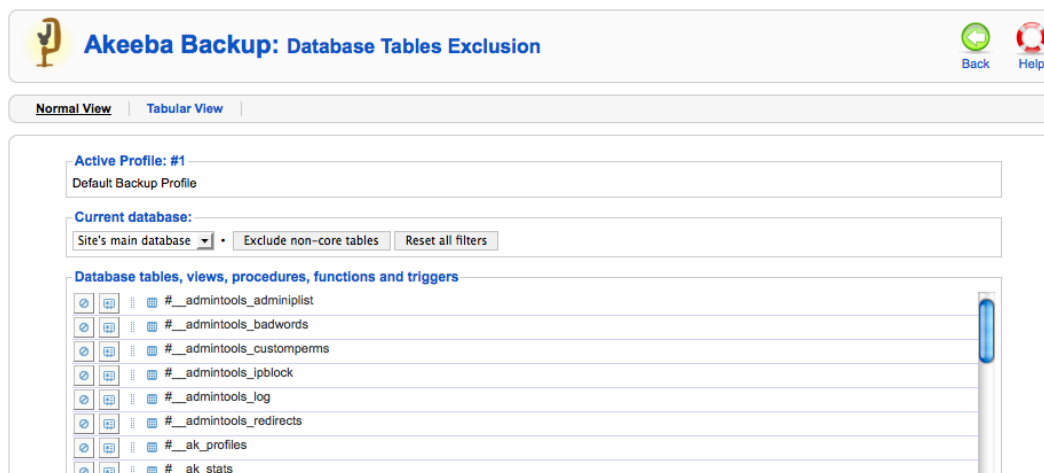 Akeeba Backup: Database Tables Exclusion
Back
Help
Normal View
Tabular View
Active Profile: #1
Default Backup Profile
Current database:
Site's main database • Exclude non-core tables Reset all filters
Database tables, views, procedures, functions and triggers
#__admintools_adminiplist
#__admintools_badwords
#__admintools_customperms
#__admintools_ipblock
#__admintools_log
#__admintools_redirects
#__ak_profiles
#__ak_stats